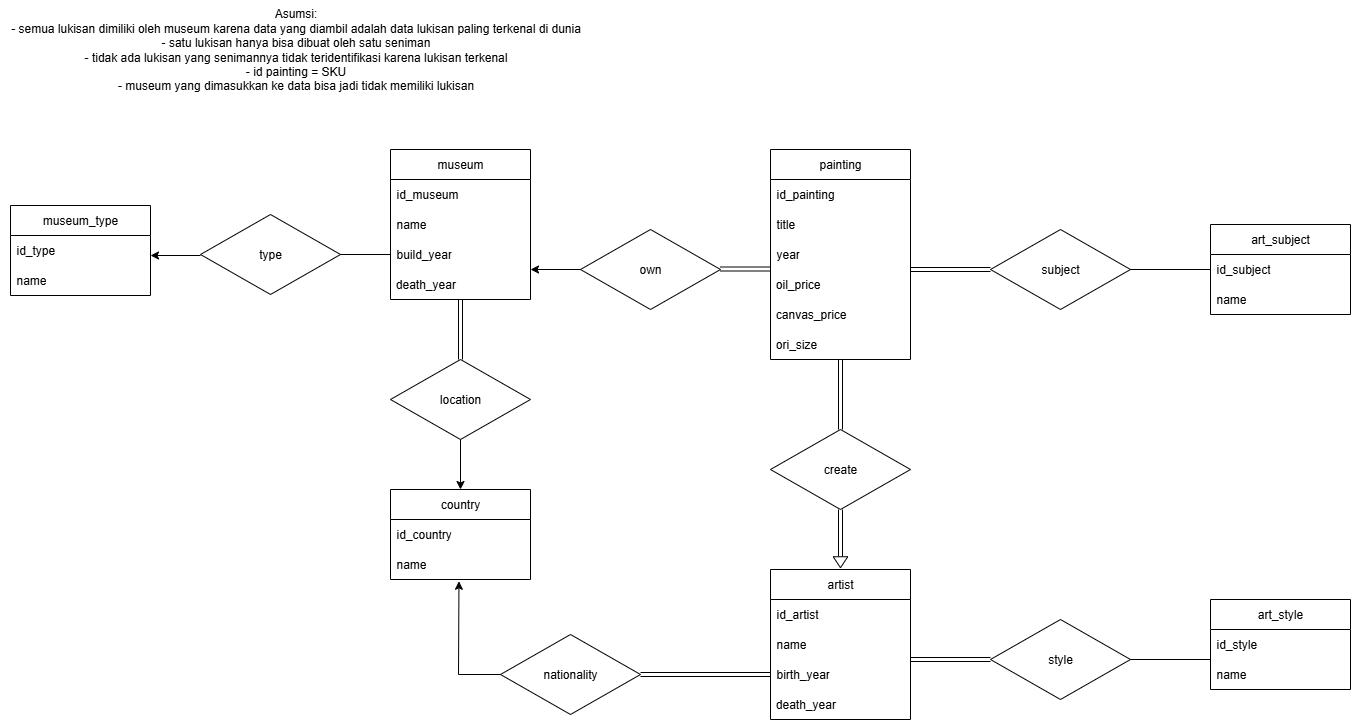 Asumsi:
- semua lukisan dimiliki oleh museum karena data yang diambil adalah data lukisan paling terkenal di dunia
- satu lukisan hanya bisa dibuat oleh satu seniman
- tidak ada lukisan yang senimannya tidak teridentifikasi karena lukisan terkenal
- id painting = SKU
- museum yang dimasukkan ke data bisa jadi tidak memiliki lukisan
museum_type
id_type
name
type
museum
id_museum
name
build_year
death_year
own
painting
id_painting
title
year
oil_price
canvas_price
ori_size
subject
art_subject
id_subject
name
location
create
country
id_country
name
nationality
artist
id_artist
name
birth_year
death_year
style
art_style
id_style
name